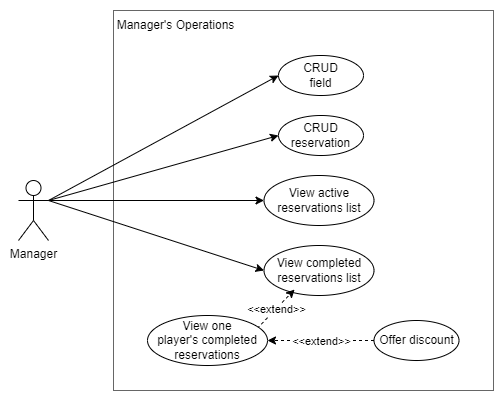 Manager's Operations
CRUD
field
CRUD
reservation
View active
reservations list
Manager
View completed
reservations list
<<extend>>
View one
player's completed
reservations
<<extend>>
Offer discount